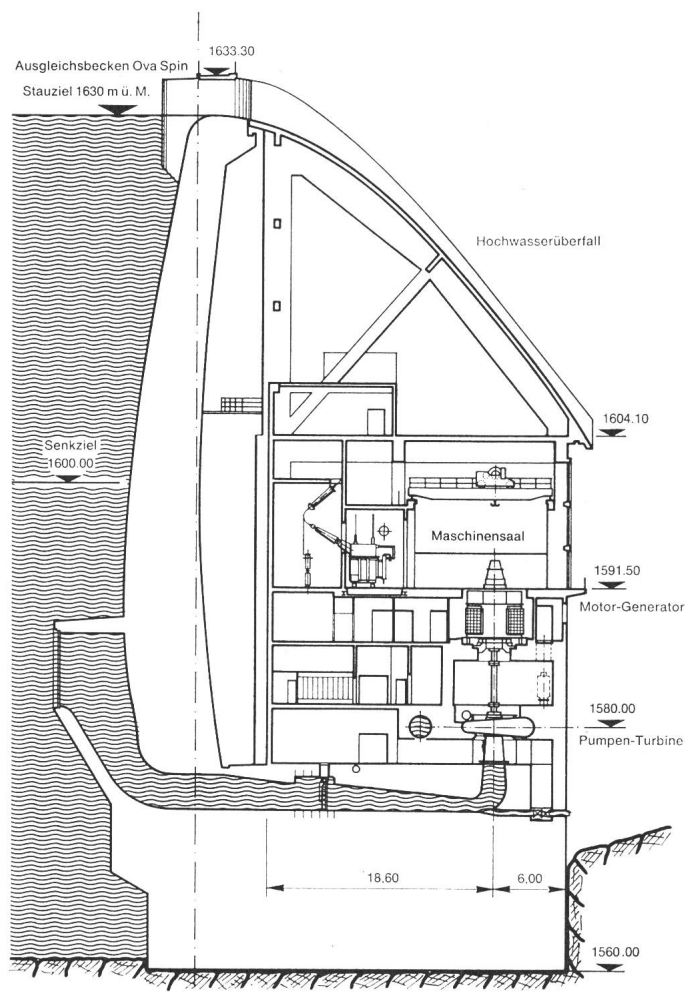 1633.30
Ausgleichsbecken Ova Spin
Stauziel 1630 m ü. M.
Hochwasserüberfall
1604.10
Senkziel
1600.00
Maschinensaal
1591.50
Motor-Generator
1580.00
Pumpen-Turbine
18,60
6,00
1560.00